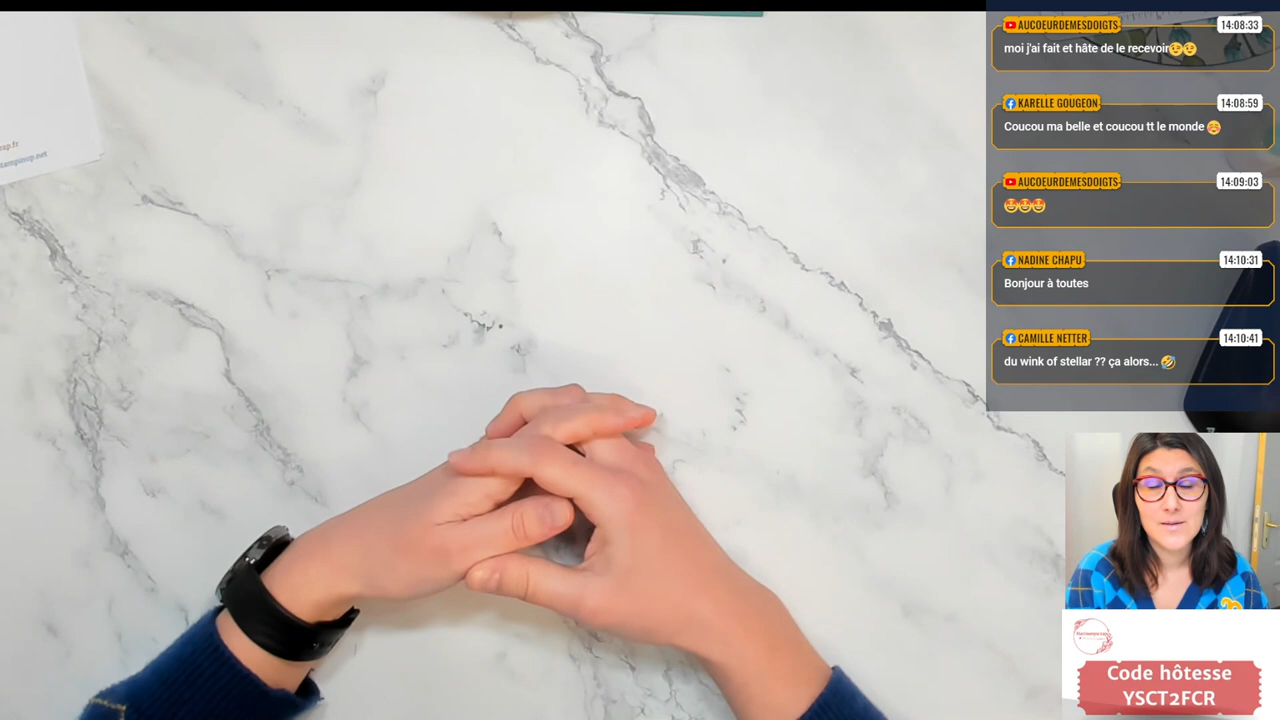 AUCOEURDEMESDOIGTS 14:08:33
moi j'ai fait et hâte de le recevoir😉😉
KARELLE GOUGEON 14:08:59
Coucou ma belle et coucou tt le monde ☺️
AUCOEURDEMESDOIGTS 14:09:03
🤩🤩🤩
NADINE CHAPU 14:10:31
Bonjour à toutes
CAMILLE NETTER 14:10:41
du wink of stellar ?? ça alors... 🤣
Code hôtesse
YSCT2FCR